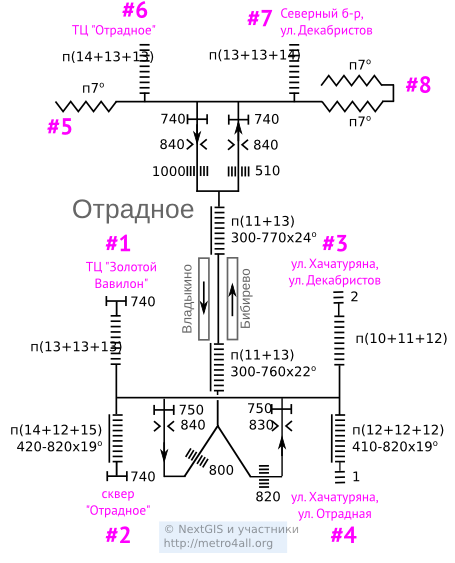 #6
ТЦ "Отрадное"
#7
Северный б-р,
ул. Декабристов
п(14+13+13)
п(13+13+14)
п7°
#8
п7°
п7°
#5
740
740
840
840
1000
510
Отрадное
п(11+13)
300-770x24°
#1
ТЦ "Золотой
Вавилон"
#3
ул. Хачатуряна,
ул. Декабристов
Владыкино
Бибирево
740
2
п(13+13+13)
п(10+11+12)
п(11+13)
300-760x22°
п(14+12+15)
420-820x19°
750
840
750
830
п(12+12+12)
410-820x19°
800
740
820
1
сквер
"Отрадное"
#2
ул. Хачатуряна,
ул. Отрадная
#4
© NextGIS и участники
http://metro4all.org